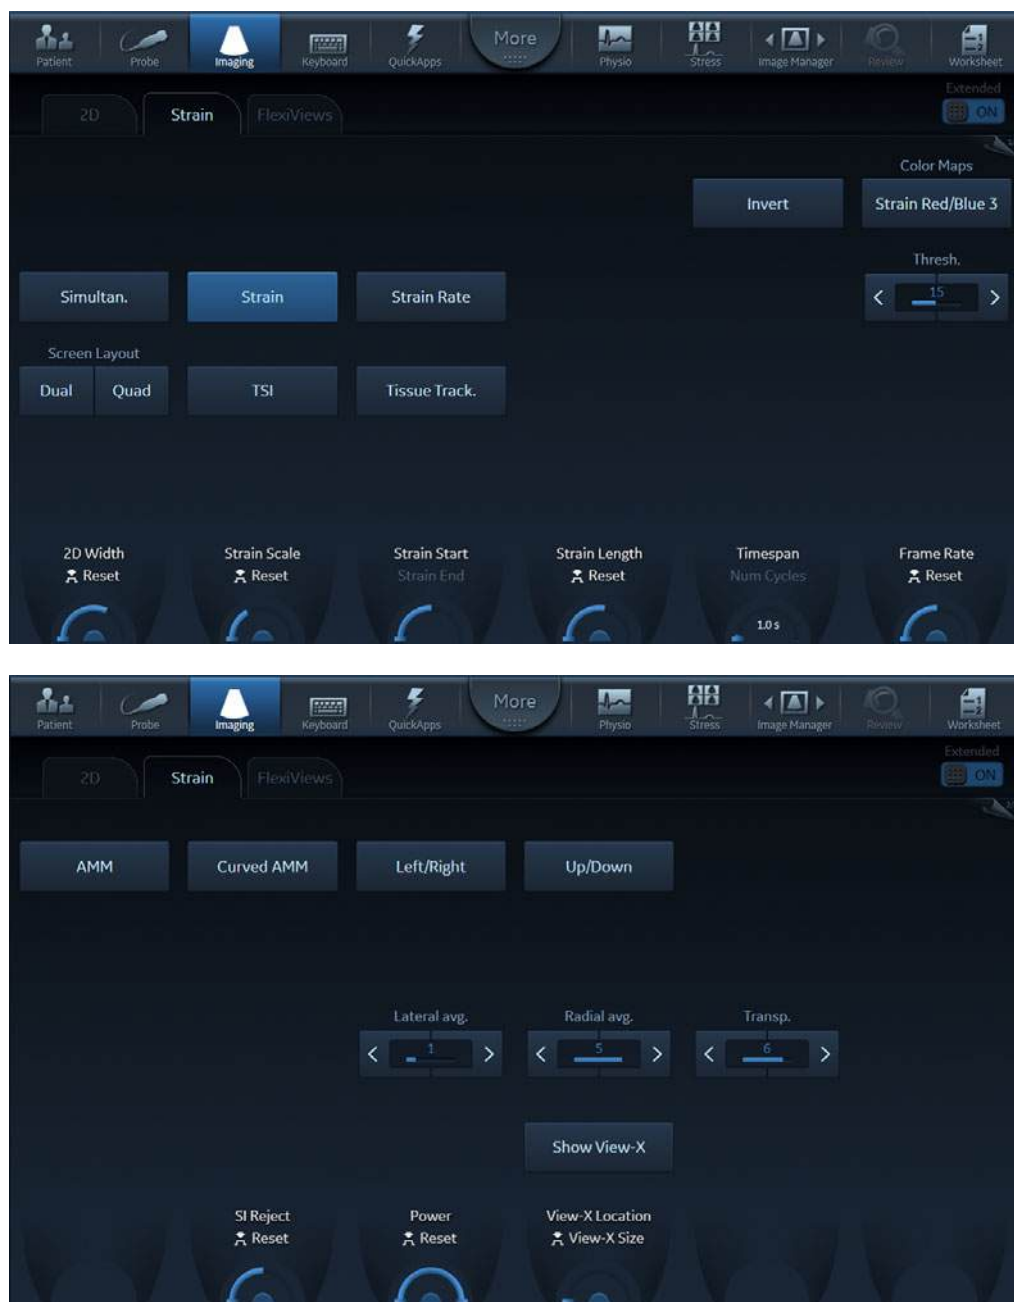 More
Patient Probe Imaging Keyboard QuickApps Physio Stress Image Manager Review Worksheet
Extended
2D Strain FlexiViews ON
Color Maps
Invert Strain Red/Blue 3
Thresh.
Simultan. Strain Strain Rate < 15 >
Screen Layout
Dual Quad TSI Tissue Track.
2D Width Strain Scale Strain Start Strain Length Timespan Frame Rate
Reset Reset Strain End Reset Num Cycles Reset
1.0 s
More
Patient Probe Imaging Keyboard QuickApps Physio Stress Image Manager Review Worksheet
Extended
2D Strain FlexiViews ON
AMM Curved AMM Left/Right Up/Down
Lateral avg. Radial avg. Transp.
< 1 > < 5 > < 6 >
Show View-X
SI Reject Power View-X Location
Reset Reset View-X Size